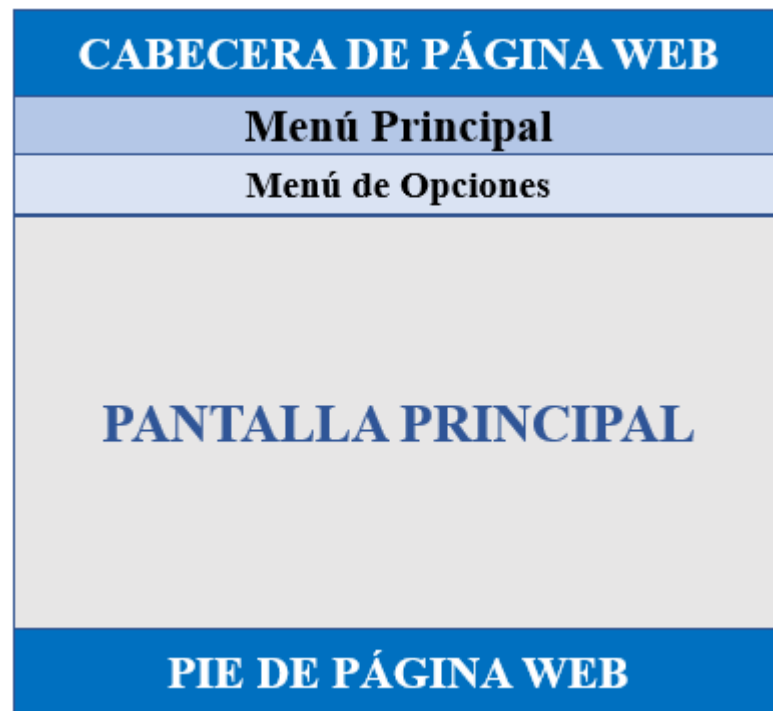 CABECERA DE PÁGINA WEB
Menú Principal
Menú de Opciones
PANTALLA PRINCIPAL
PIE DE PÁGINA WEB